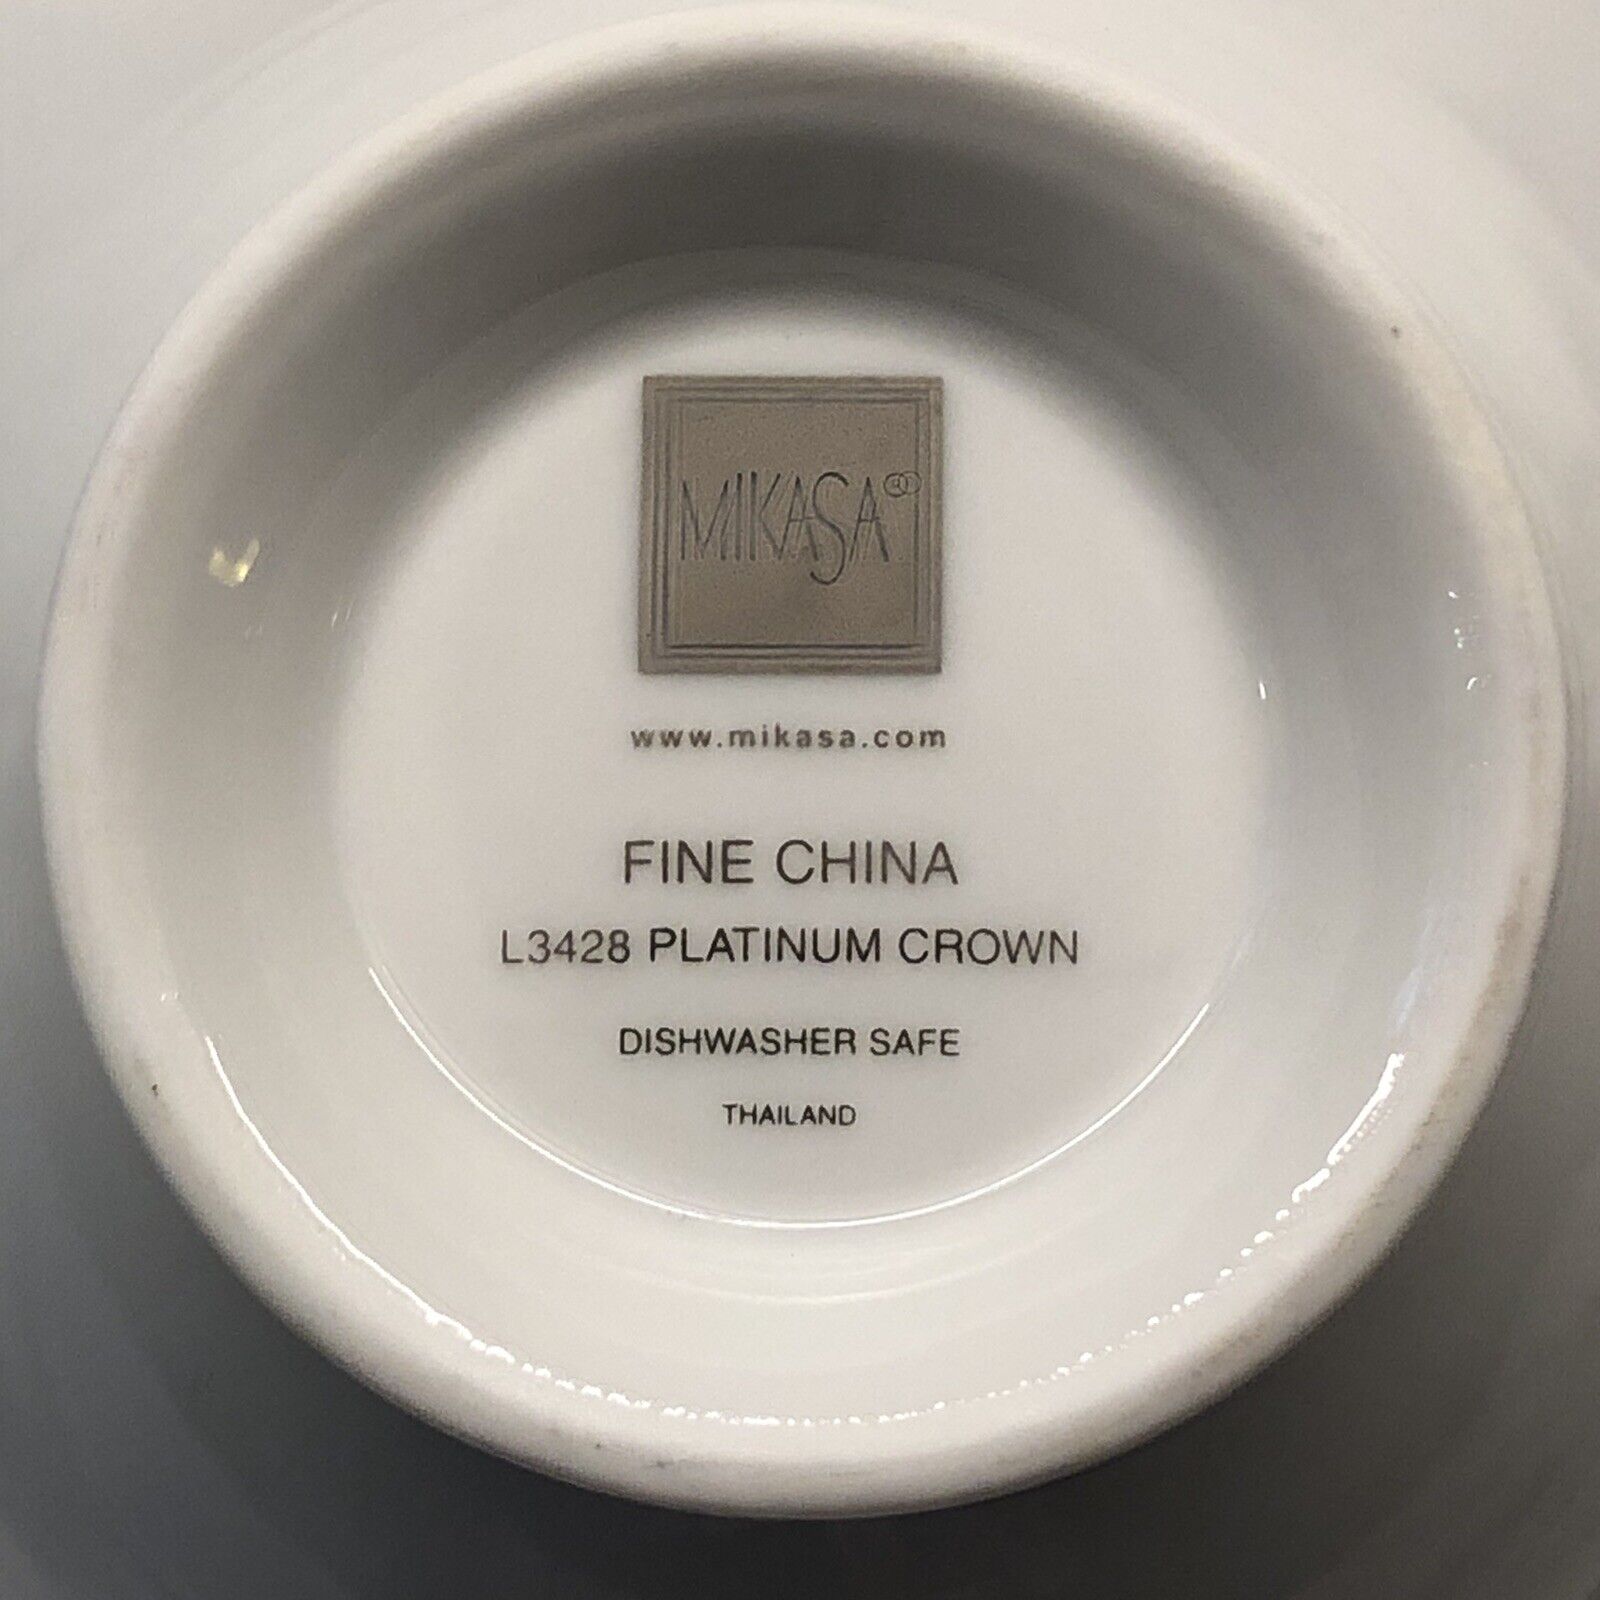 MIKASA
www.mikasa.com
FINE CHINA
L3428 PLATINUM CROWN
DISHWASHER SAFE
THAILAND